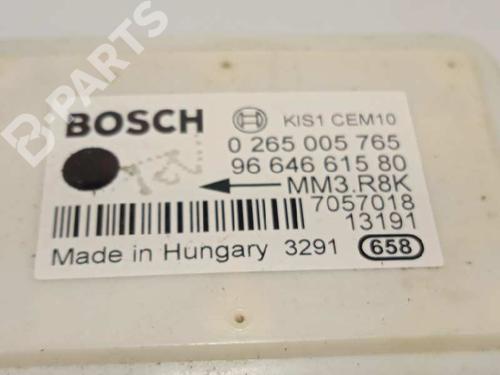 B-PARTS
BOSCH KIS1 CEM10
0 265 005 765
96 646 615 80
MM3.R8K
7057018
13191
Made in Hungary 3291 658